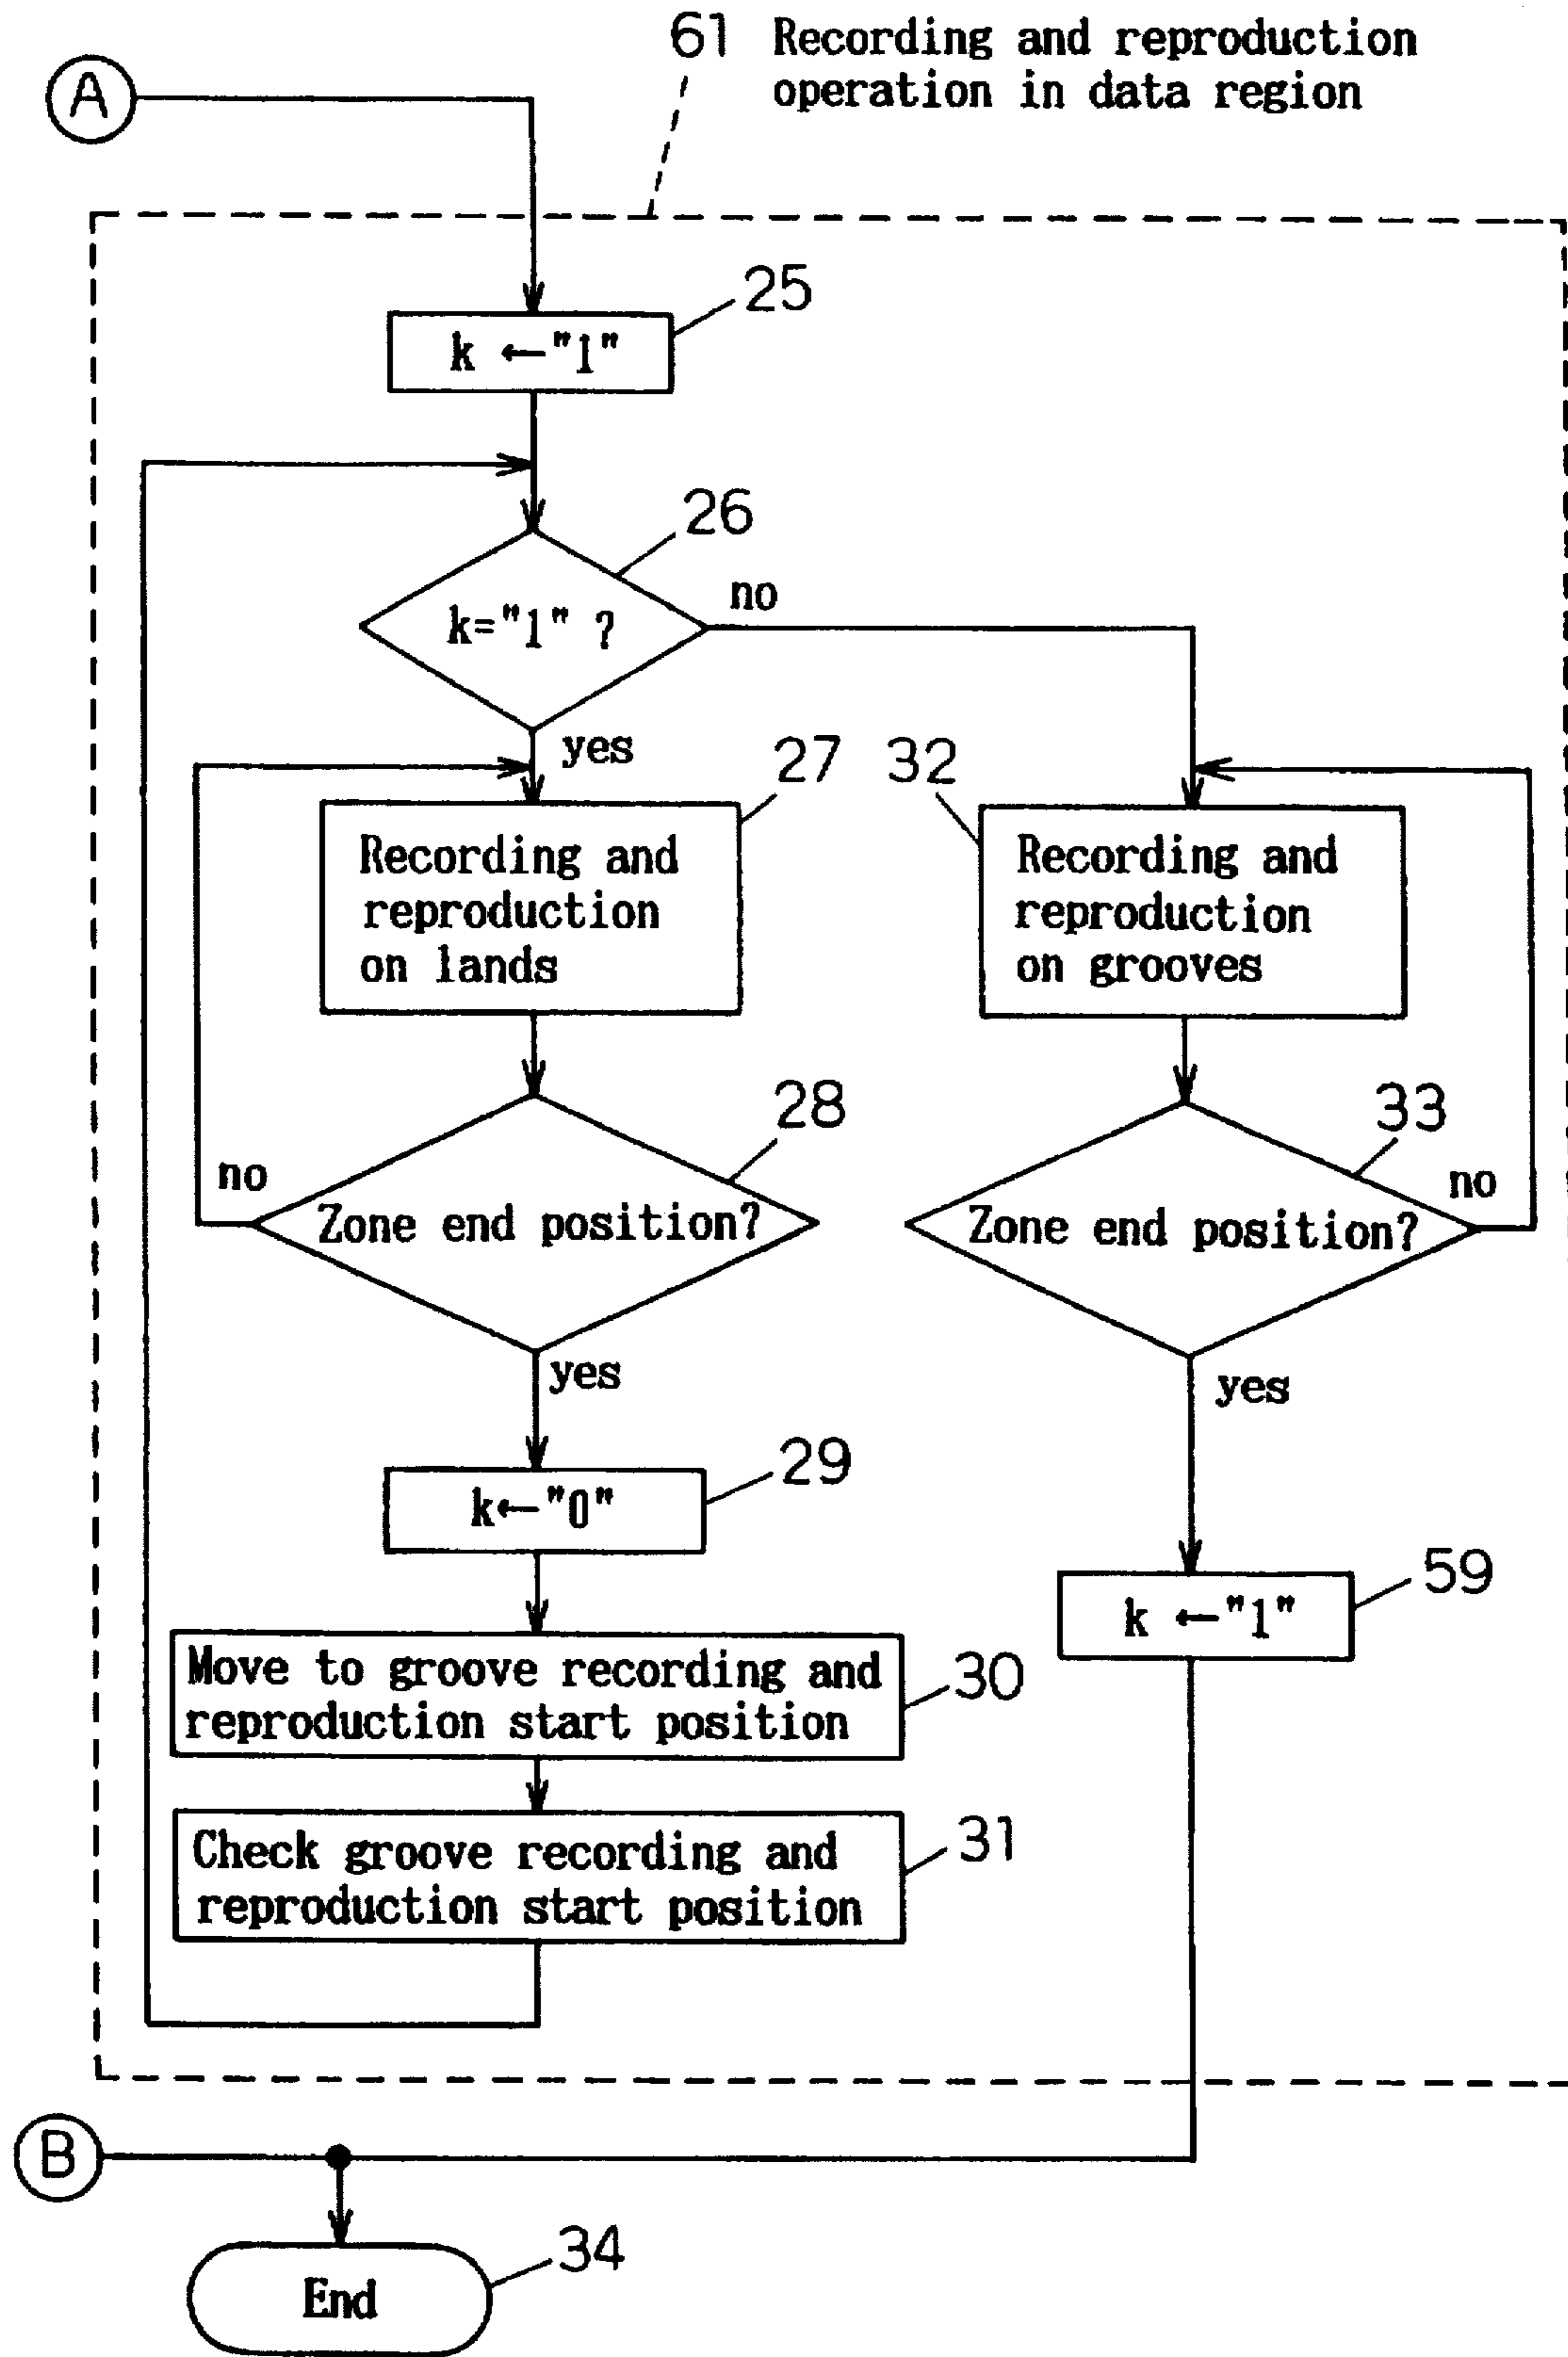 61 Recording and reproduction
operation in data region
A
25
k ←"1"
26
k="1" ?
no
yes
27
Recording and
reproduction
on lands
32
Recording and
reproduction
on grooves
28
Zone end position?
no
yes
33
Zone end position?
no
yes
29
k←"0"
59
k ←"1"
30
Move to groove recording and
reproduction start position
31
Check groove recording and
reproduction start position
B
34
End